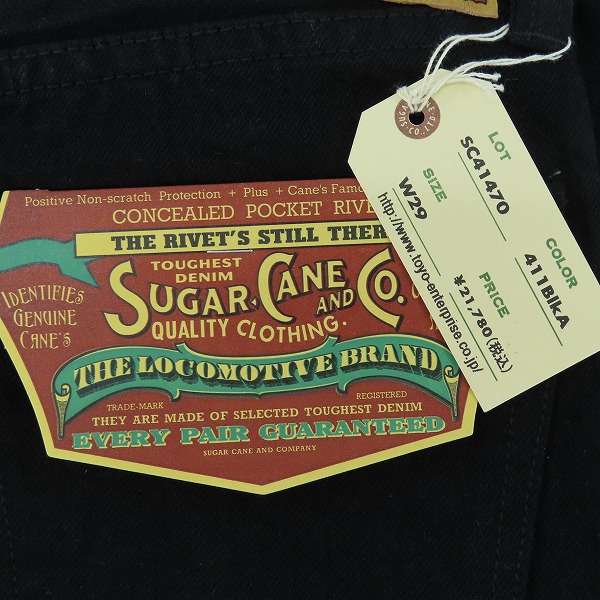 Positive Non-scratch Protection + Plus + Cane's Famo
CONCEALED POCKET RIVE
THE RIVET'S STILL THER
IDENTIFIES
GENUINE
CANE'S
TOUGHEST
DENIM
SUGAR CANE AND CO.
QUALITY CLOTHING.
THE LOCOMOTIVE BRAND
TRADE-MARK
REGISTERED
THEY ARE MADE OF SELECTED TOUGHEST DENIM
EVERY PAIR GUARANTEED
SUGAR CANE AND COMPANY
LOT
SC41470
COLOR
411BlkA
SIZE
W29
PRICE
¥21,780(税込)
http://www.toyo-enterprise.co.jp/